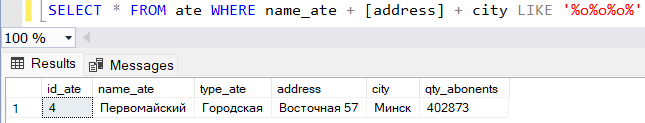 SELECT * FROM ate WHERE name_ate + [address] + city LIKE '%о%о%о%'
100 %
Results Messages
id_ate name_ate type_ate address city qty_abonents
1 4 Первомайский Городская Восточная 57 Минск 402873